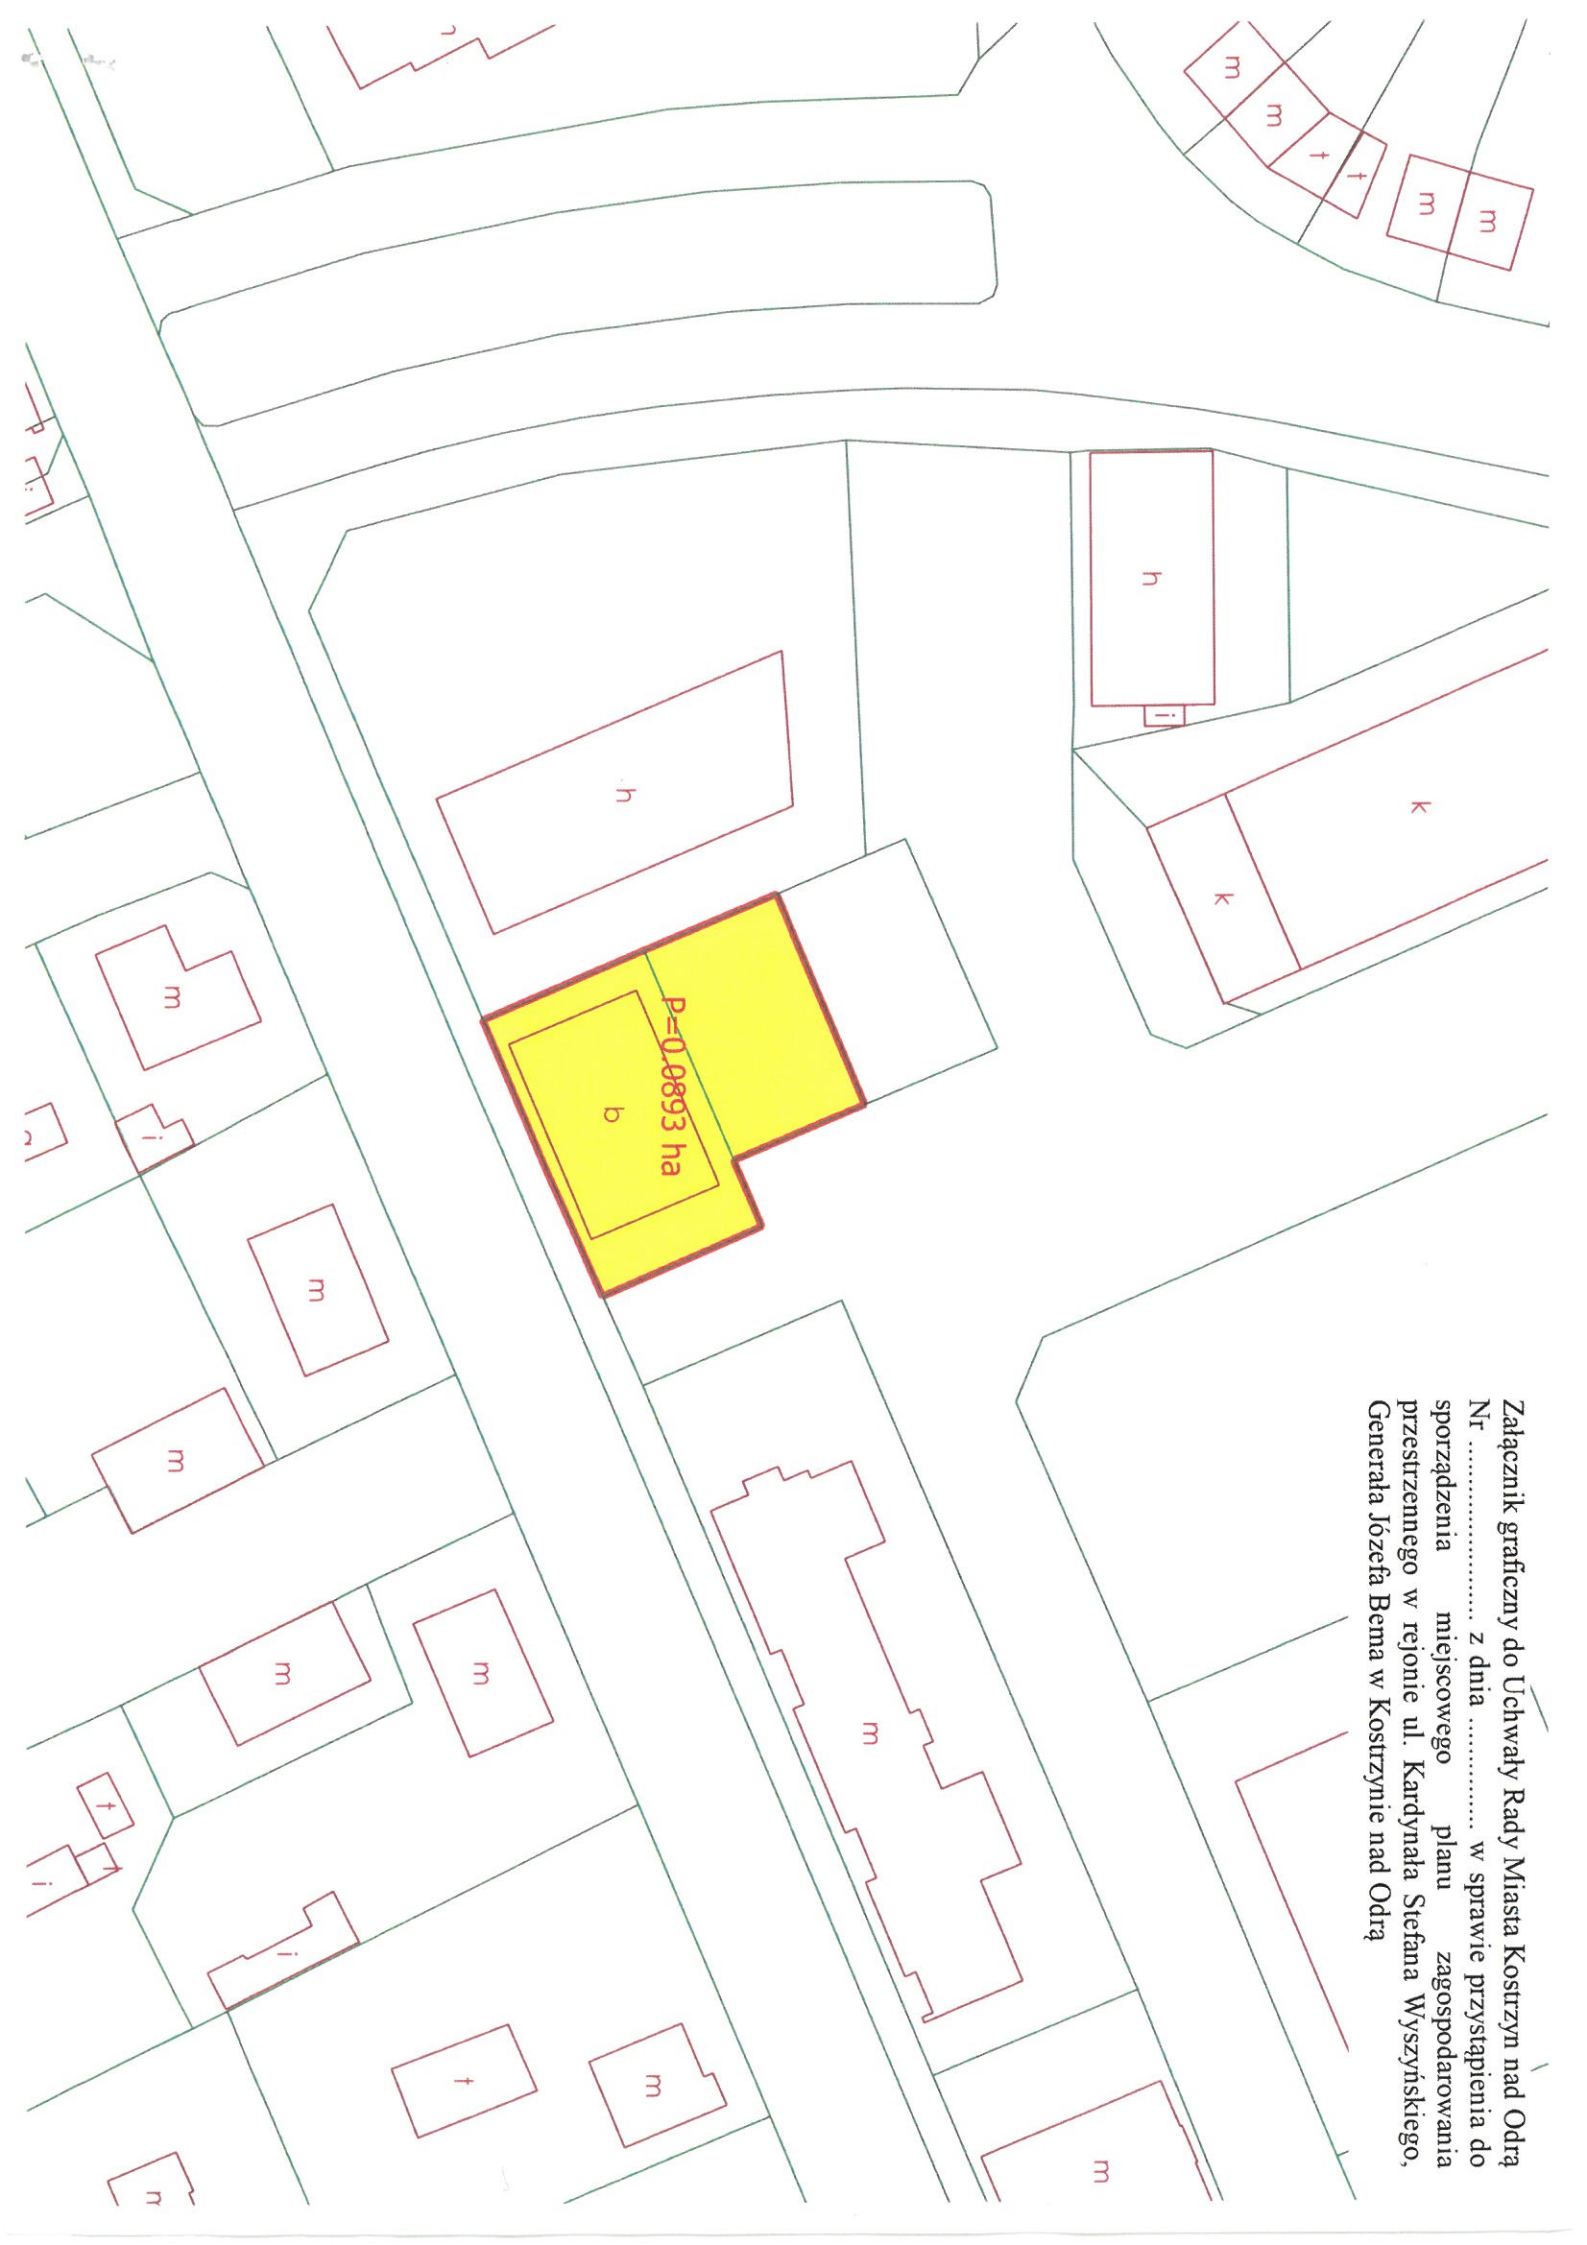 Załącznik graficzny do Uchwały Rady Miasta Kostrzyn nad Odrą
Nr ..................... z dnia .............. w sprawie przystąpienia do
sporządzenia miejscowego planu zagospodarowania
przestrzennego w rejonie ul. Kardynała Stefana Wyszyńskiego,
Generała Józefa Bema w Kostrzynie nad Odrą
m
m
t
t
m
m
h
i
k
k
h
P=0.0893 ha
b
m
i
m
m
m
m
m
t
i
i
t
m
m